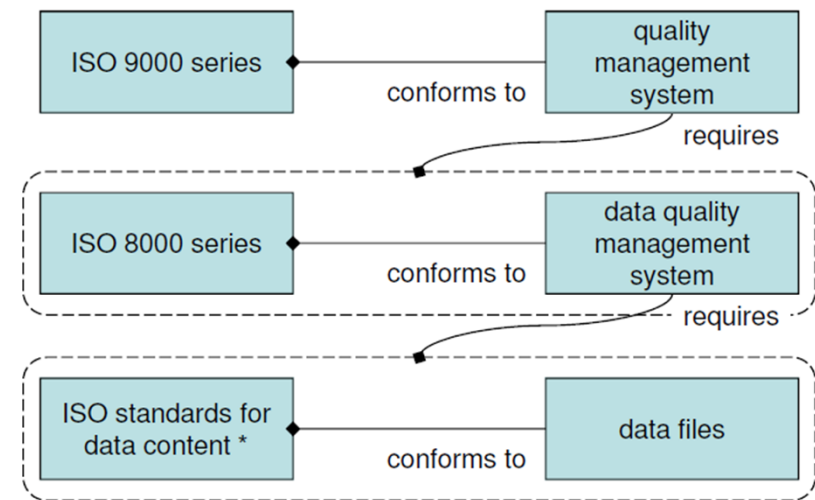 ISO 9000 series
conforms to
quality
management
system
requires
ISO 8000 series
conforms to
data quality
management
system
requires
ISO standards for
data content *
conforms to
data files